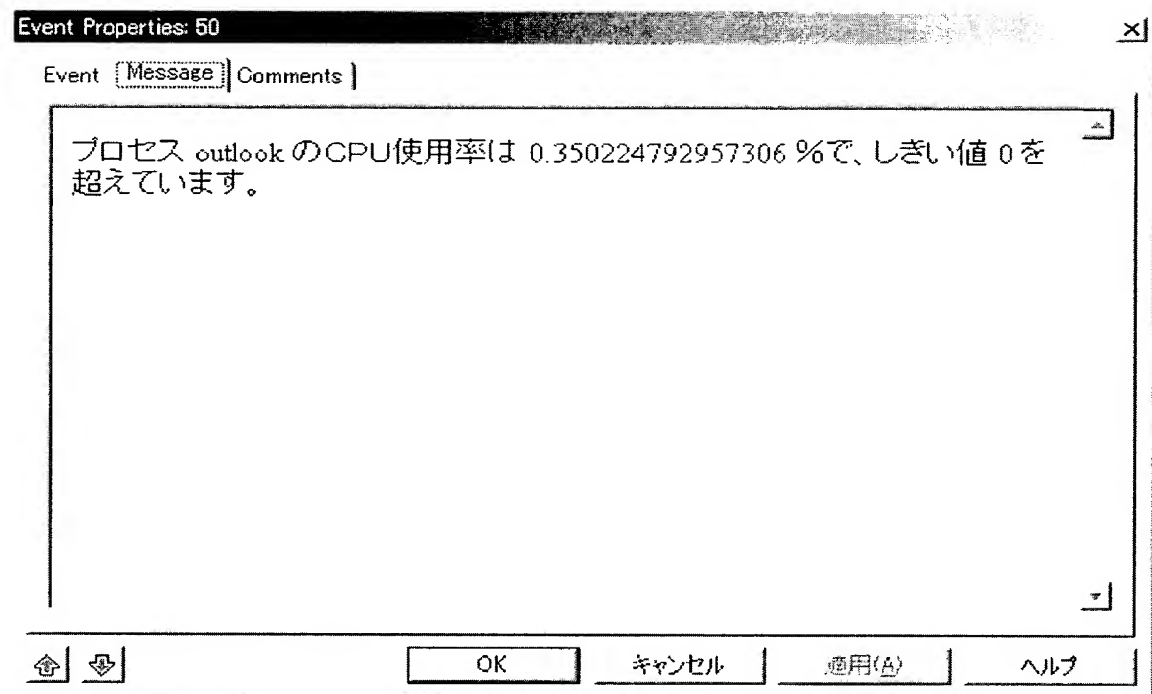 Event Properties: 50
Event Message Comments
プロセス outlook のCPU使用率は 0.350224792957306 %で、しきい値 0 を
超えています。
OK キャンセル 適用(A) ヘルプ